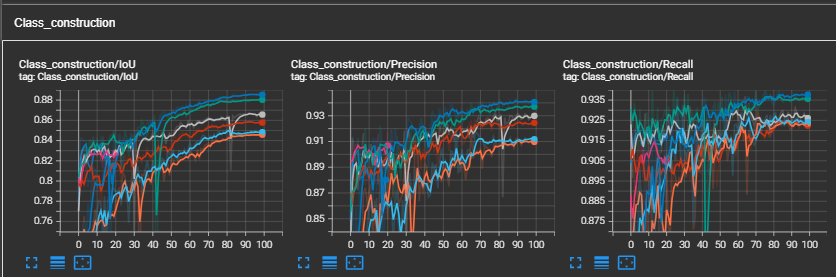 Class_construction
Class_construction/IoU
tag: Class_construction/IoU
0.88
0.86
0.84
0.82
0.8
0.78
0.76
0 10 20 30 40 50 60 70 80 90 100
Class_construction/Precision
tag: Class_construction/Precision
0.93
0.91
0.89
0.87
0.85
0 10 20 30 40 50 60 70 80 90 100
Class_construction/Recall
tag: Class_construction/Recall
0.935
0.925
0.915
0.905
0.895
0.885
0.875
0 10 20 30 40 50 60 70 80 90 100